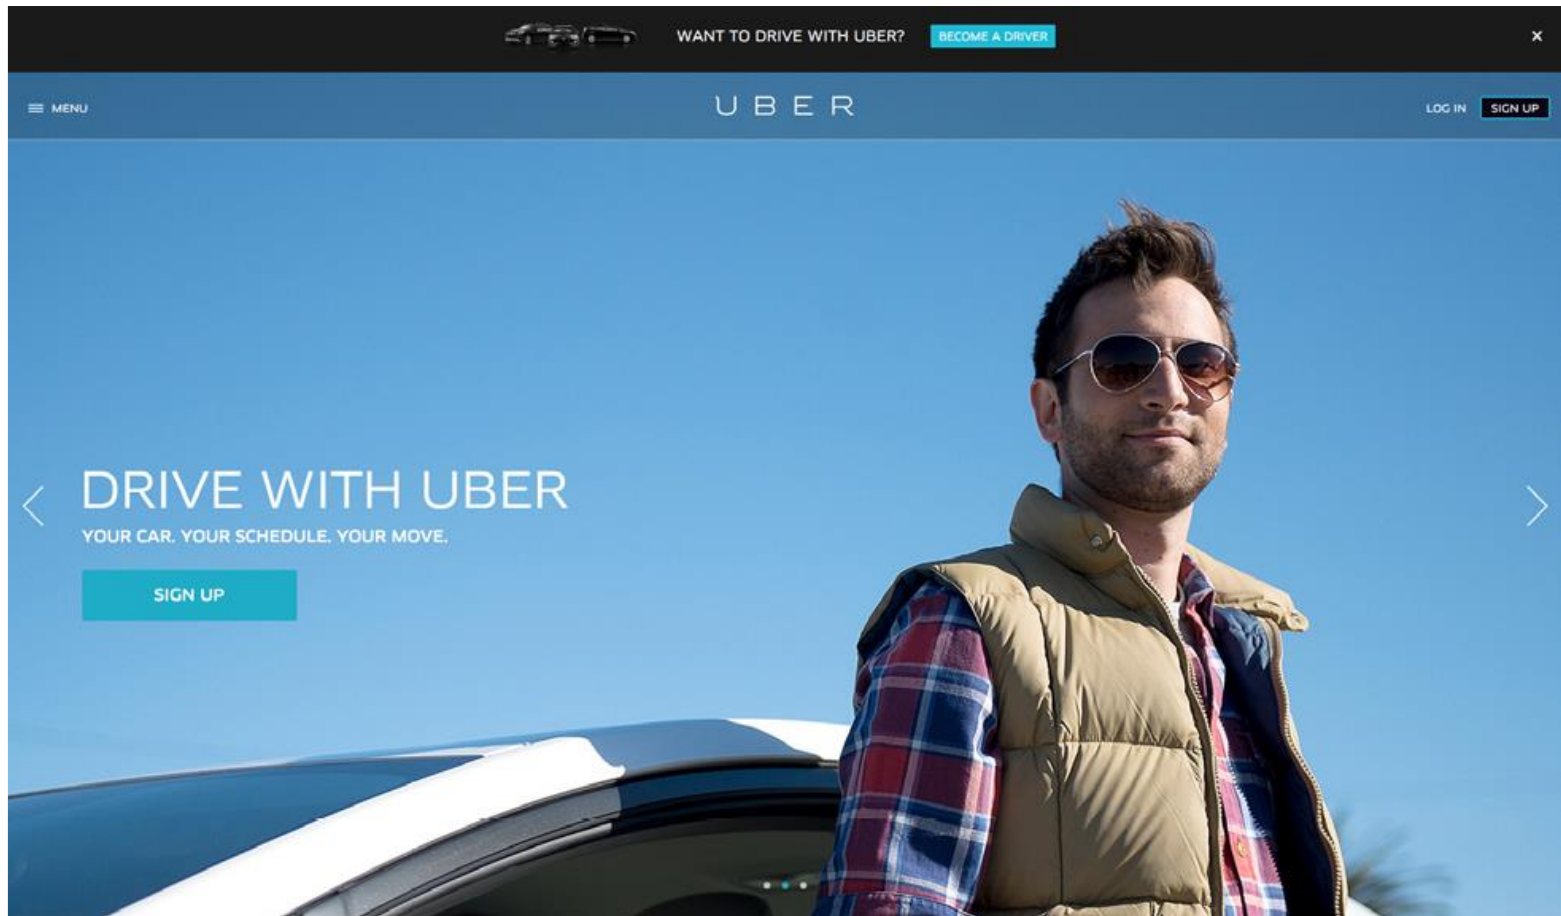 WANT TO DRIVE WITH UBER? BECOME A DRIVER X
MENU UBER LOG IN SIGN UP
DRIVE WITH UBER
YOUR CAR. YOUR SCHEDULE. YOUR MOVE.
SIGN UP